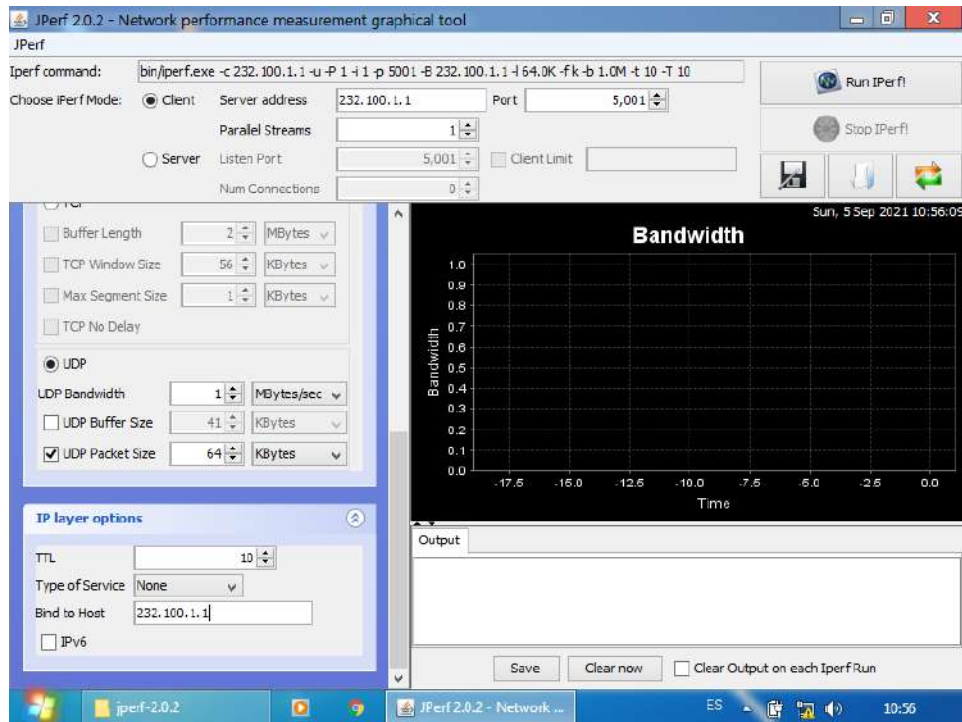 JPerf 2.0.2 - Network performance measurement graphical tool
JPerf
Iperf command: bin/iperf.exe -c 232.100.1.1 -u -P 1 -i 1 -p 5001 -B 232.100.1.1 -l 64.0K -f k -b 1.0M -t 10 -T 10
Choose iPerf Mode: Client Server address 232.100.1.1 Port 5,001
Parallel Streams 1
Server Listen Port 5,001 Client Limit
Num Connections 0
Run IPerf!
Stop IPerf!
TCP
Buffer Length 2 MBytes
TCP Window Size 56 KBytes
Max Segment Size 1 KBytes
TCP No Delay
UDP
UDP Bandwidth 1 MBytes/sec
UDP Buffer Size 41 KBytes
UDP Packet Size 64 KBytes
IP layer options
TTL 10
Type of Service None
Bind to Host 232.100.1.1
IPv6
Sun, 5 Sep 2021 10:56:09
Bandwidth
1.0
0.9
0.8
0.7
0.6
0.5
0.4
0.3
0.2
0.1
0.0
Bandwidth
-17.5 -15.0 -12.5 -10.0 -7.5 -5.0 -2.5 0.0
Time
Output
Save Clear now Clear Output on each Iperf Run
jperf-2.0.2 JPerf 2.0.2 - Network ... ES 10:56